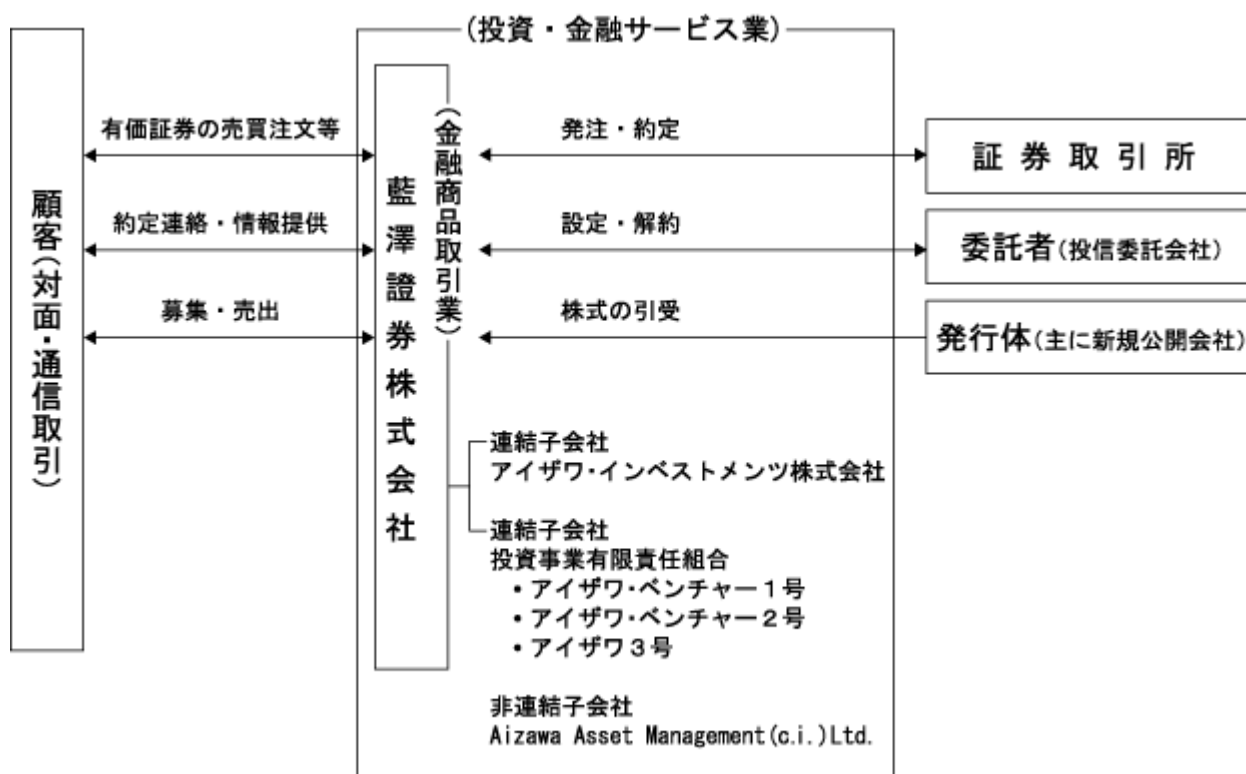 (投資・金融サービス業)
顧客(対面・通信取引)
有価証券の売買注文等
約定連絡・情報提供
募集・売出
藍澤證券株式会社
(金融商品取引業)
発注・約定
設定・解約
株式の引受
証券取引所
委託者(投信委託会社)
発行体(主に新規公開会社)
連結子会社
アイザワ・インベストメンツ株式会社
連結子会社
投資事業有限責任組合
・アイザワ・ベンチャー1号
・アイザワ・ベンチャー2号
・アイザワ3号
非連結子会社
Aizawa Asset Management(c.i.)Ltd.